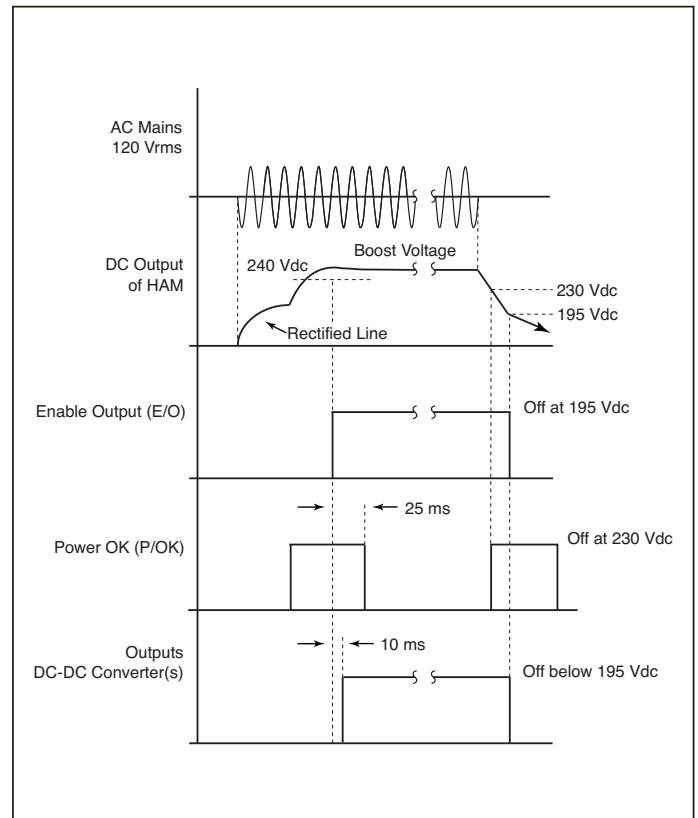 AC Mains
120 Vrms
Boost Voltage
DC Output
of HAM
240 Vdc
230 Vdc
195 Vdc
Rectified Line
Enable Output (E/O)
Off at 195 Vdc
25 ms
Power OK (P/OK)
Off at 230 Vdc
10 ms
Outputs
DC-DC Converter(s)
Off below 195 Vdc